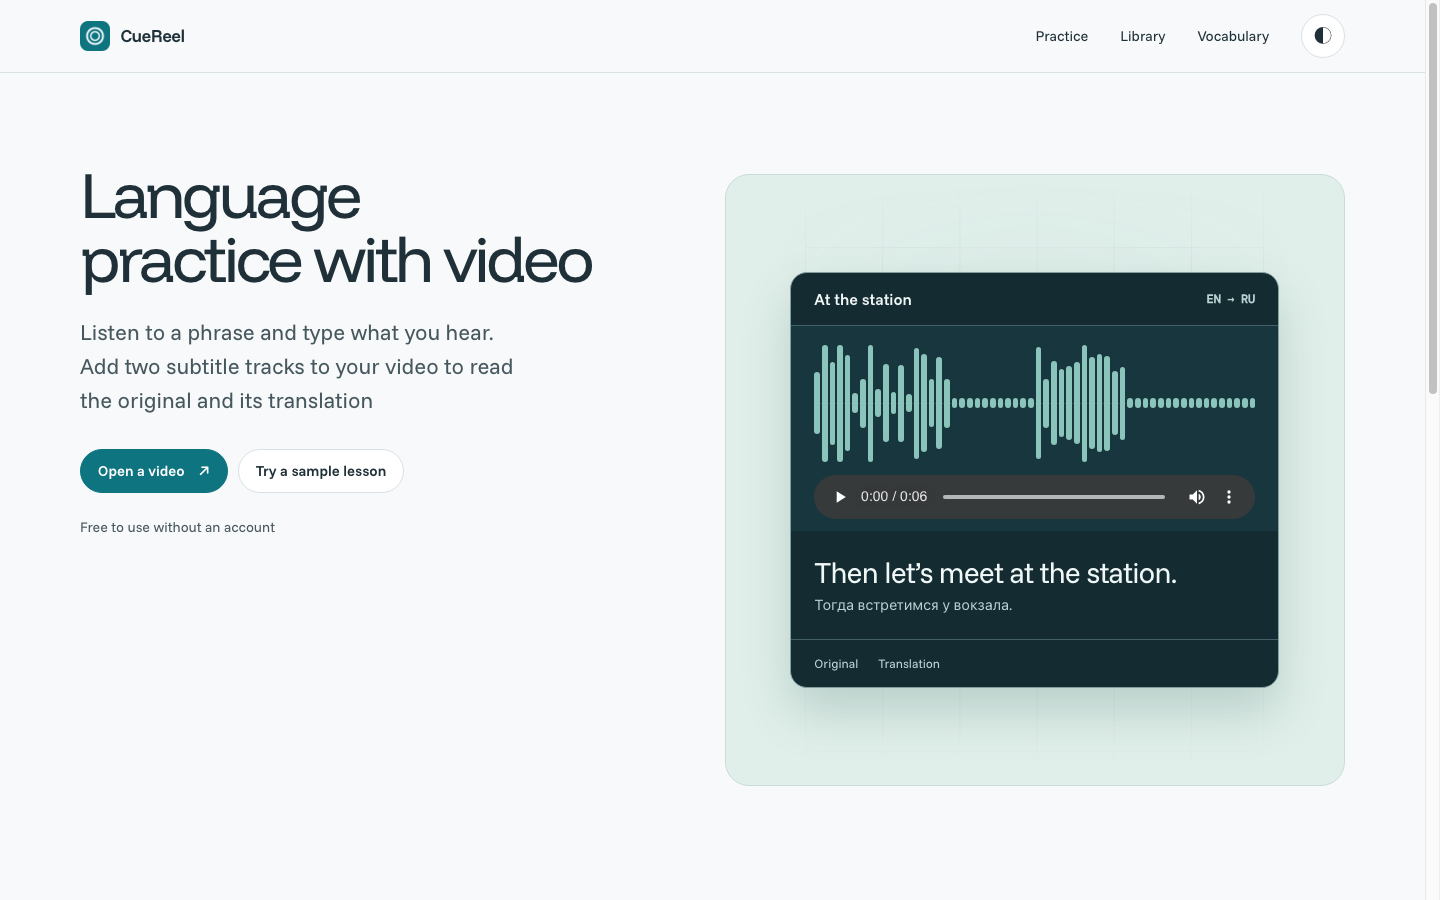 CueReel
Practice
Library
Vocabulary
Language
practice with video
Listen to a phrase and type what you hear.
Add two subtitle tracks to your video to read
the original and its translation
Open a video ↗
Try a sample lesson
Free to use without an account
At the station
EN → RU
0:00 / 0:06
Then let’s meet at the station.
Тогда встретимся у вокзала.
Original
Translation